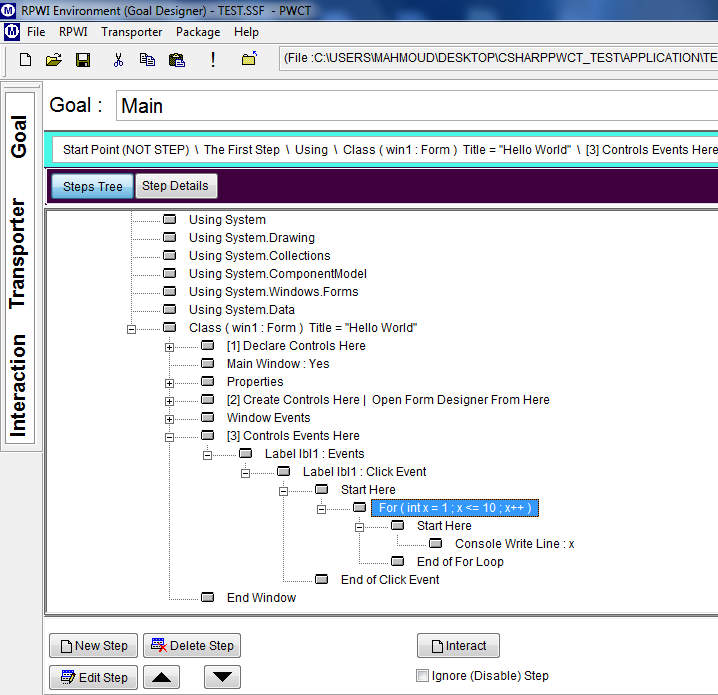 RPWI Environment (Goal Designer) - TEST.SSF - PWCT
File RPWI Transporter Package Help
(File :C:\USERS\MAHMOUD\DESKTOP\CSHARPPWCT_TEST\APPLICATION\TE
Goal : Main
Start Point (NOT STEP) \ The First Step \ Using \ Class ( win1 : Form ) Title = "Hello World" \ [3] Controls Events Here
Steps Tree Step Details
Goal
Transporter
Interaction
Using System
Using System.Drawing
Using System.Collections
Using System.ComponentModel
Using System.Windows.Forms
Using System.Data
Class ( win1 : Form ) Title = "Hello World"
[1] Declare Controls Here
Main Window : Yes
Properties
[2] Create Controls Here | Open Form Designer From Here
Window Events
[3] Controls Events Here
Label lbl1 : Events
Label lbl1 : Click Event
Start Here
For ( int x = 1 ; x <= 10 ; x++ )
Start Here
Console Write Line : x
End of For Loop
End of Click Event
End Window
New Step Delete Step Interact
Edit Step Ignore (Disable) Step